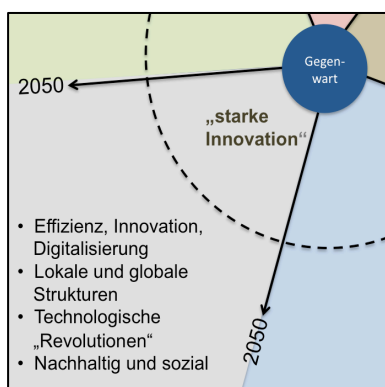 Gegen-
wart
2050
„starke
Innovation“
• Effizienz, Innovation,
Digitalisierung
• Lokale und globale
Strukturen
• Technologische
„Revolutionen“
• Nachhaltig und sozial
2050